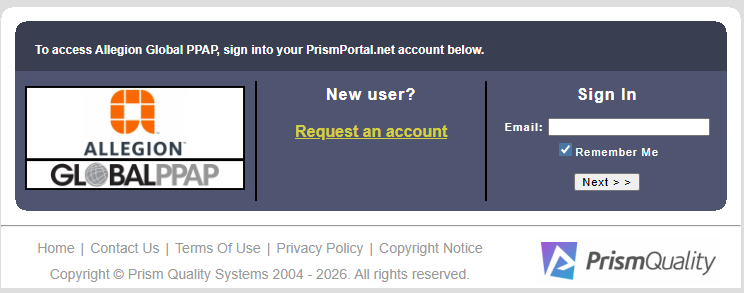 To access Allegion Global PPAP, sign into your PrismPortal.net account below.
ALLEGION
GLOBALPPAP
New user?
Request an account
Sign In
Email:
Remember Me
Next > >
Home | Contact Us | Terms Of Use | Privacy Policy | Copyright Notice
Copyright © Prism Quality Systems 2004 - 2026. All rights reserved.
PrismQuality